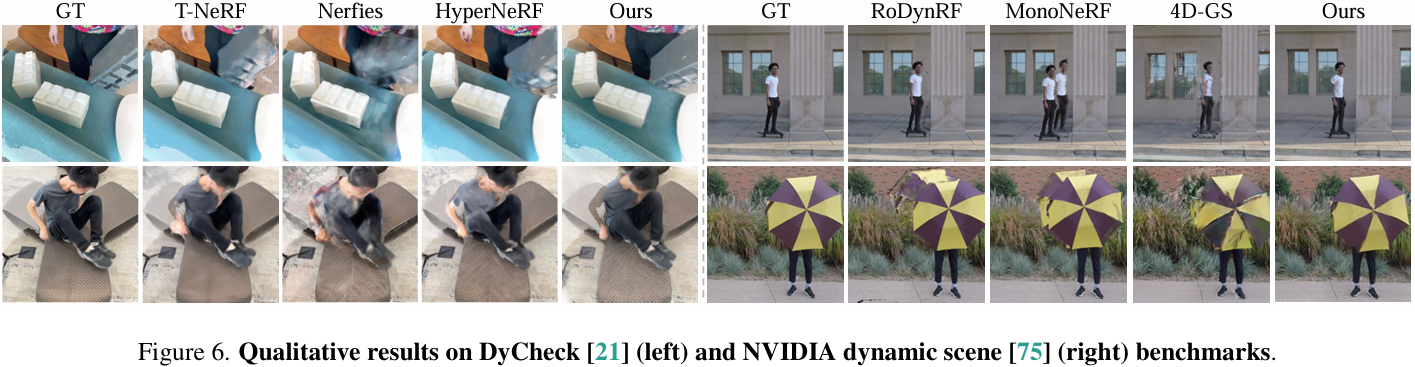 GT T-NeRF Nerfies HyperNeRF Ours GT RoDynRF MonoNeRF 4D-GS Ours
Figure 6. Qualitative results on DyCheck [21] (left) and NVIDIA dynamic scene [75] (right) benchmarks.